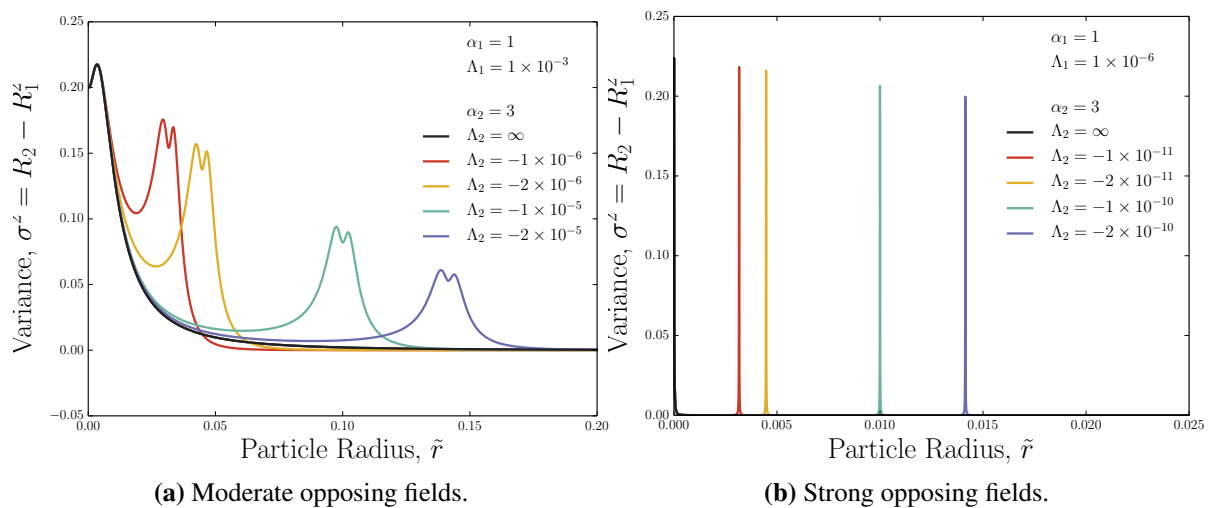 0.25
0.20
0.15
0.10
0.05
0.00
−0.05
Variance, σ² = R₂ − R₁²
0.00 0.05 0.10 0.15 0.20
Particle Radius, r̃
α₁ = 1
Λ₁ = 1 × 10⁻³
α₂ = 3
Λ₂ = ∞
Λ₂ = −1 × 10⁻⁶
Λ₂ = −2 × 10⁻⁶
Λ₂ = −1 × 10⁻⁵
Λ₂ = −2 × 10⁻⁵
(a) Moderate opposing fields.
0.25
0.20
0.15
0.10
0.05
0.00
Variance, σ² = R₂ − R₁²
0.000 0.005 0.010 0.015 0.020 0.025
Particle Radius, r̃
α₁ = 1
Λ₁ = 1 × 10⁻⁶
α₂ = 3
Λ₂ = ∞
Λ₂ = −1 × 10⁻¹¹
Λ₂ = −2 × 10⁻¹¹
Λ₂ = −1 × 10⁻¹⁰
Λ₂ = −2 × 10⁻¹⁰
(b) Strong opposing fields.